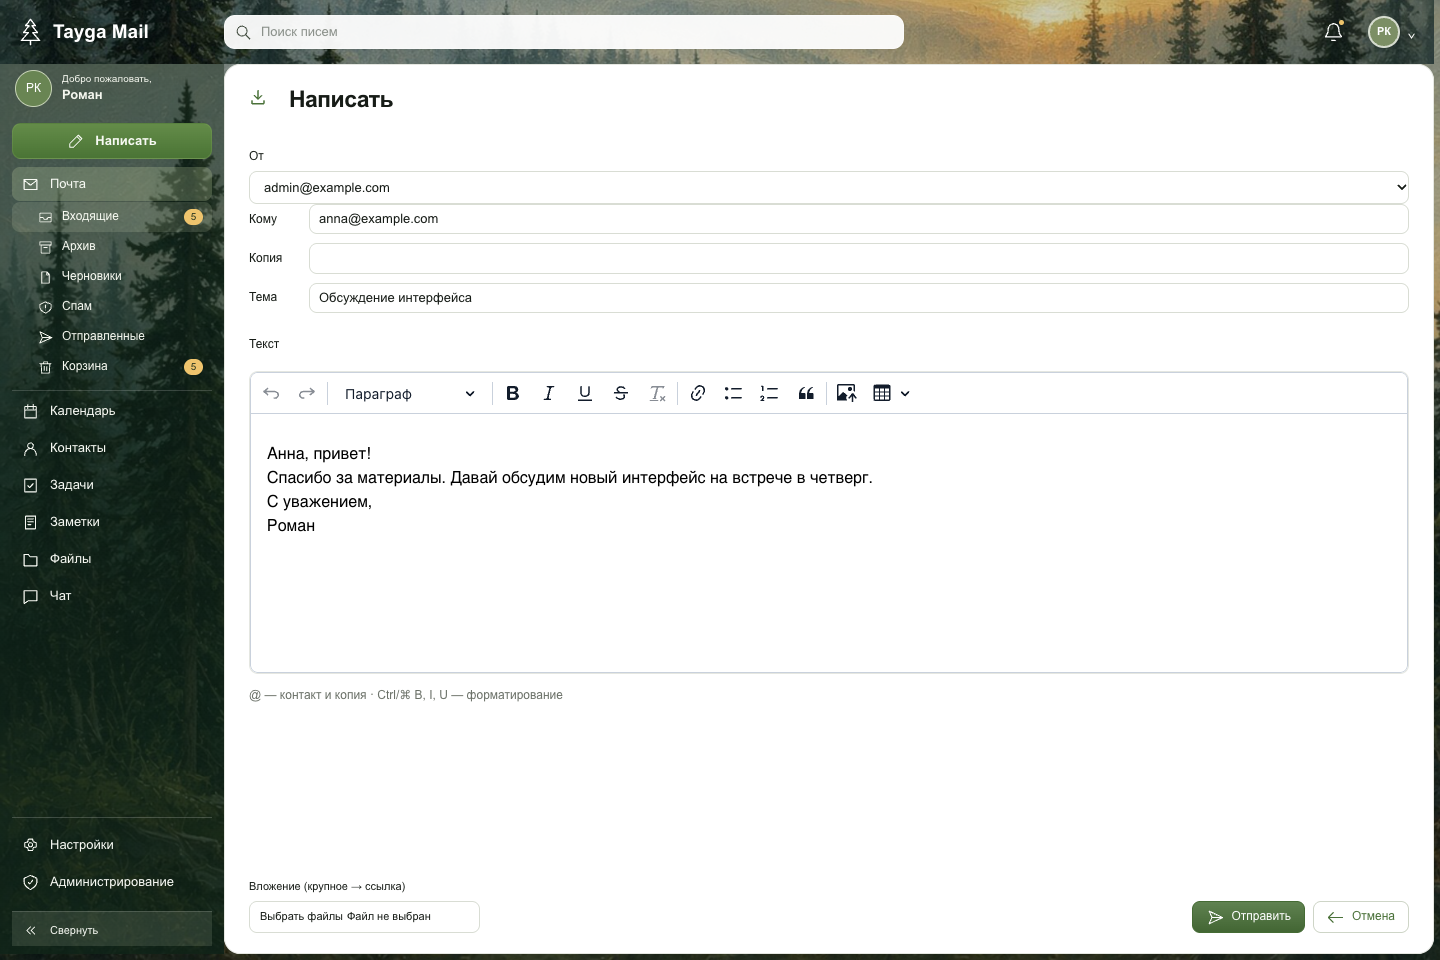 Tayga Mail
Поиск писем
РК
РК
Добро пожаловать,
Роман
Написать
Почта
Входящие 5
Архив
Черновики
Спам
Отправленные
Корзина 5
Календарь
Контакты
Задачи
Заметки
Файлы
Чат
Настройки
Администрирование
Свернуть
Написать
От
admin@example.com
Кому anna@example.com
Копия
Тема Обсуждение интерфейса
Текст
Параграф B I U S Tx
Анна, привет!
Спасибо за материалы. Давай обсудим новый интерфейс на встрече в четверг.
С уважением,
Роман
@ — контакт и копия · Ctrl/⌘ B, I, U — форматирование
Вложение (крупное → ссылка)
Выбрать файлы Файл не выбран
Отправить
Отмена